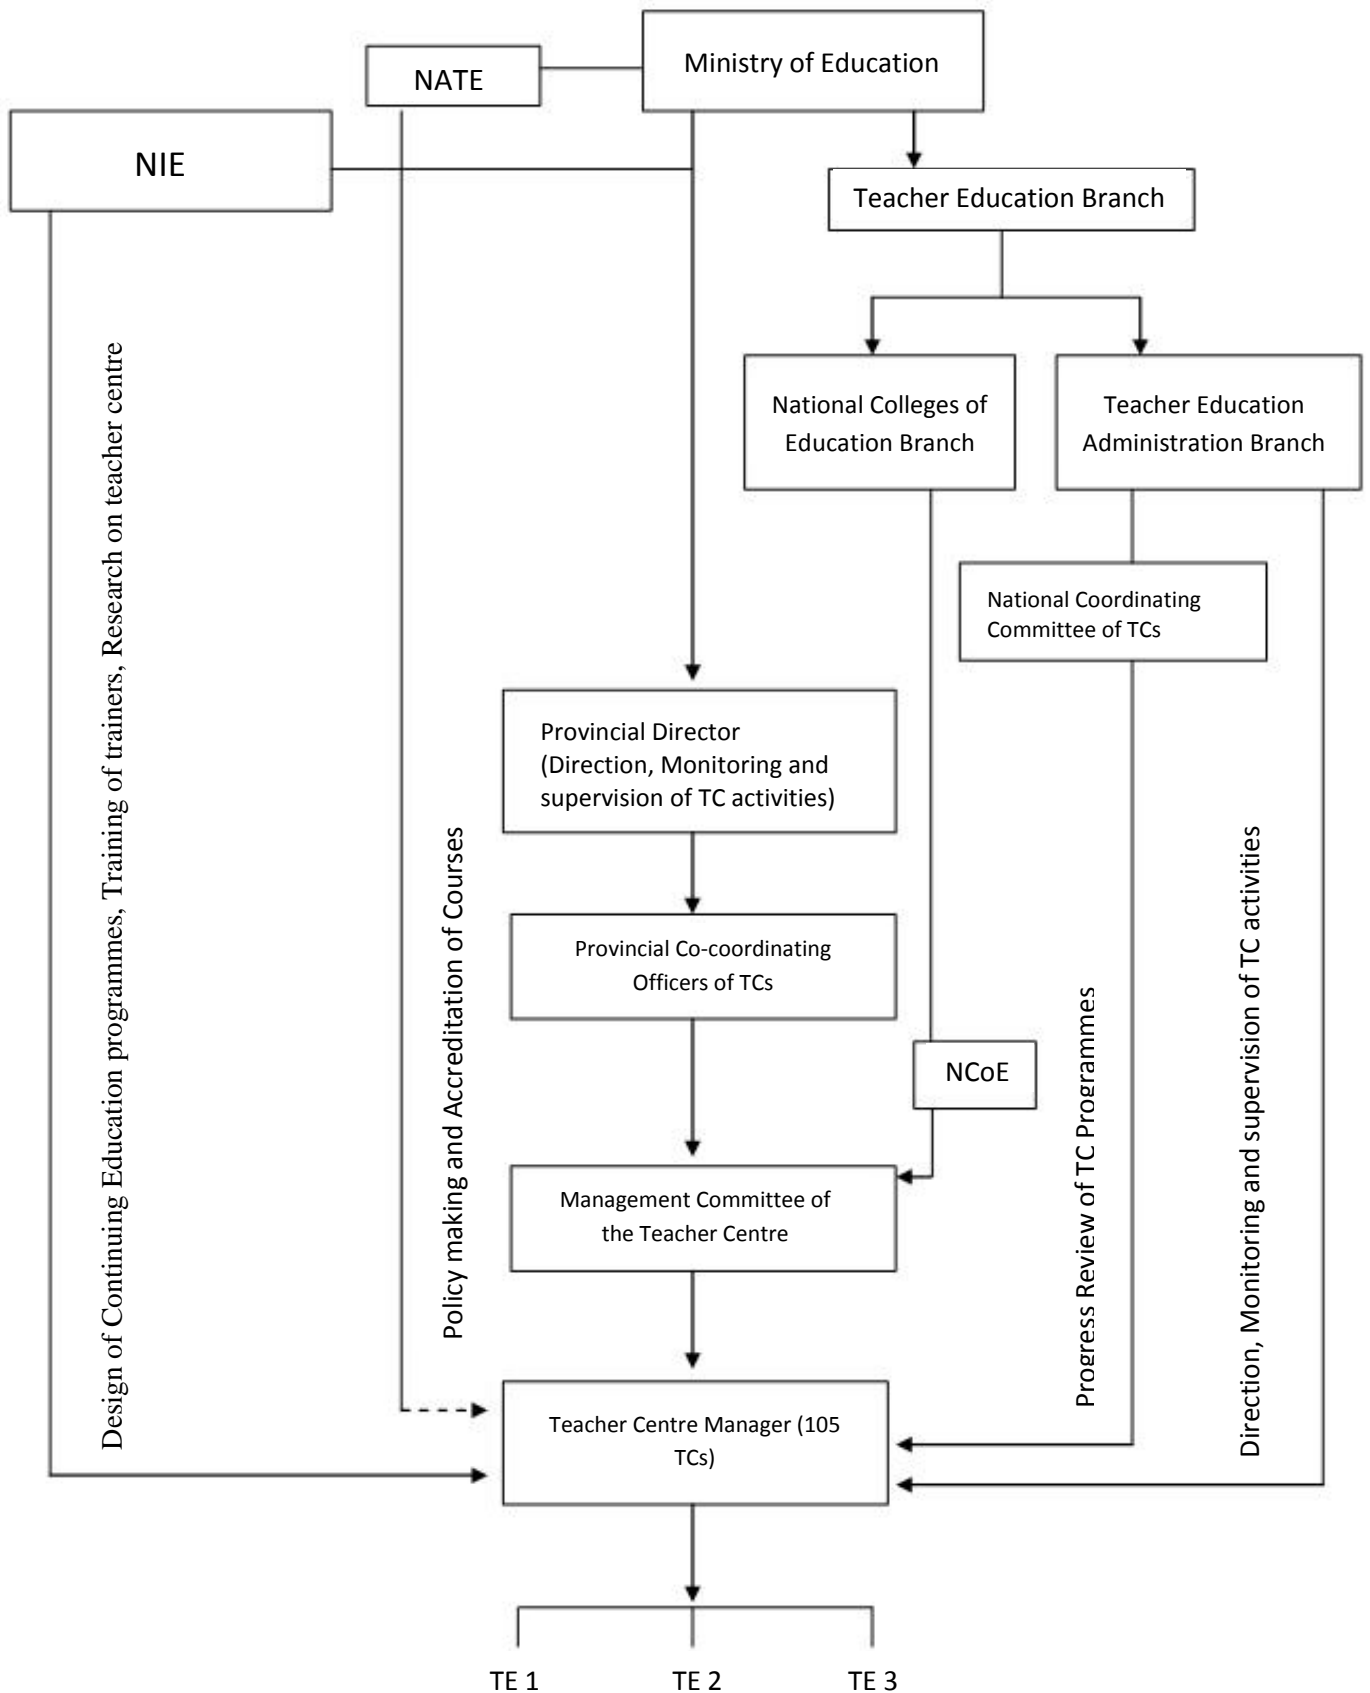 Ministry of Education
NATE
NIE
Teacher Education Branch
National Colleges of
Education Branch
Teacher Education
Administration Branch
National Coordinating
Committee of TCs
Design of Continuing Education programmes, Training of trainers, Research on teacher centre
Policy making and Accreditation of Courses
Provincial Director
(Direction, Monitoring and
supervision of TC activities)
Provincial Co-coordinating
Officers of TCs
NCoE
Progress Review of TC Programmes
Direction, Monitoring and supervision of TC activities
Management Committee of
the Teacher Centre
Teacher Centre Manager (105
TCs)
TE 1
TE 2
TE 3